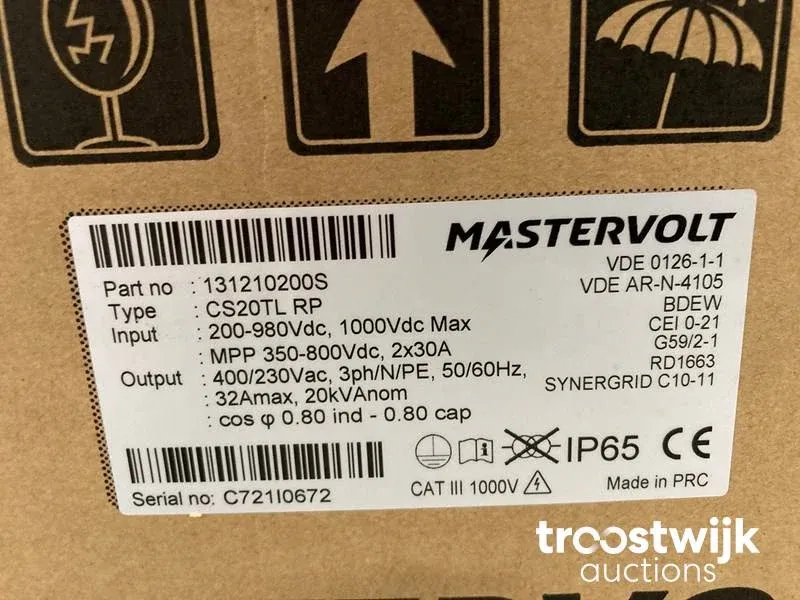 MASTERVOLT
Part no : 131210200S
Type : CS20TL RP
Input : 200-980Vdc, 1000Vdc Max
: MPP 350-800Vdc, 2x30A
Output : 400/230Vac, 3ph/N/PE, 50/60Hz,
: 32Amax, 20kVAnom
: cos φ 0.80 ind - 0.80 cap
VDE 0126-1-1
VDE AR-N-4105
BDEW
CEI 0-21
G59/2-1
RD1663
SYNERGRID C10-11
IP65 CE
CAT III 1000V
Made in PRC
Serial no: C721I0672
troostwijk
auctions